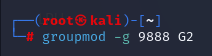 ┌──(root㉿kali)-[~]
└─# groupmod -g 9888 G2